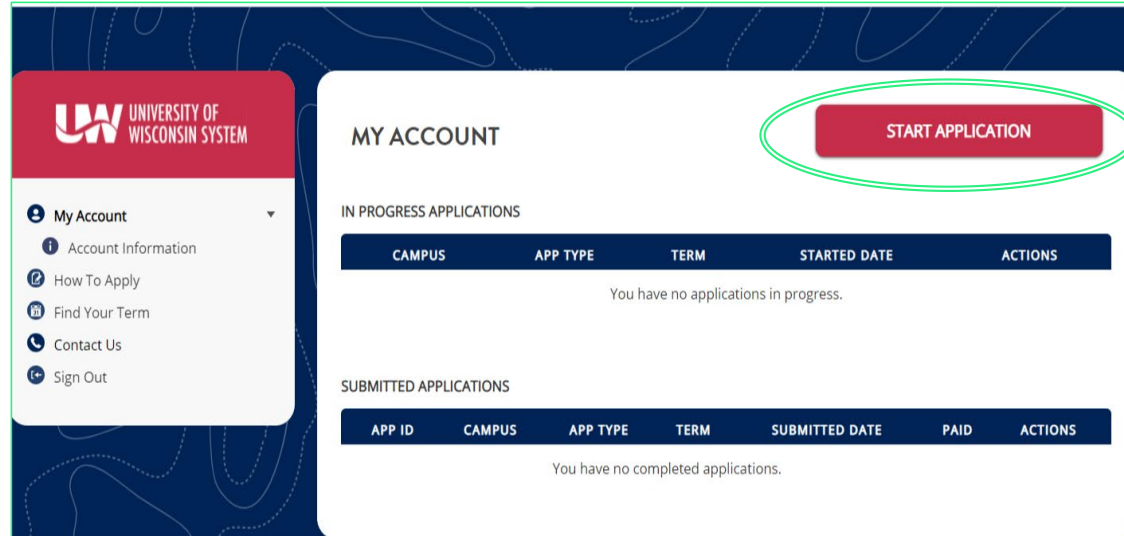 UW UNIVERSITY OF
WISCONSIN SYSTEM
My Account
Account Information
How To Apply
Find Your Term
Contact Us
Sign Out
MY ACCOUNT
START APPLICATION
IN PROGRESS APPLICATIONS
CAMPUS APP TYPE TERM STARTED DATE ACTIONS
You have no applications in progress.
SUBMITTED APPLICATIONS
APP ID CAMPUS APP TYPE TERM SUBMITTED DATE PAID ACTIONS
You have no completed applications.